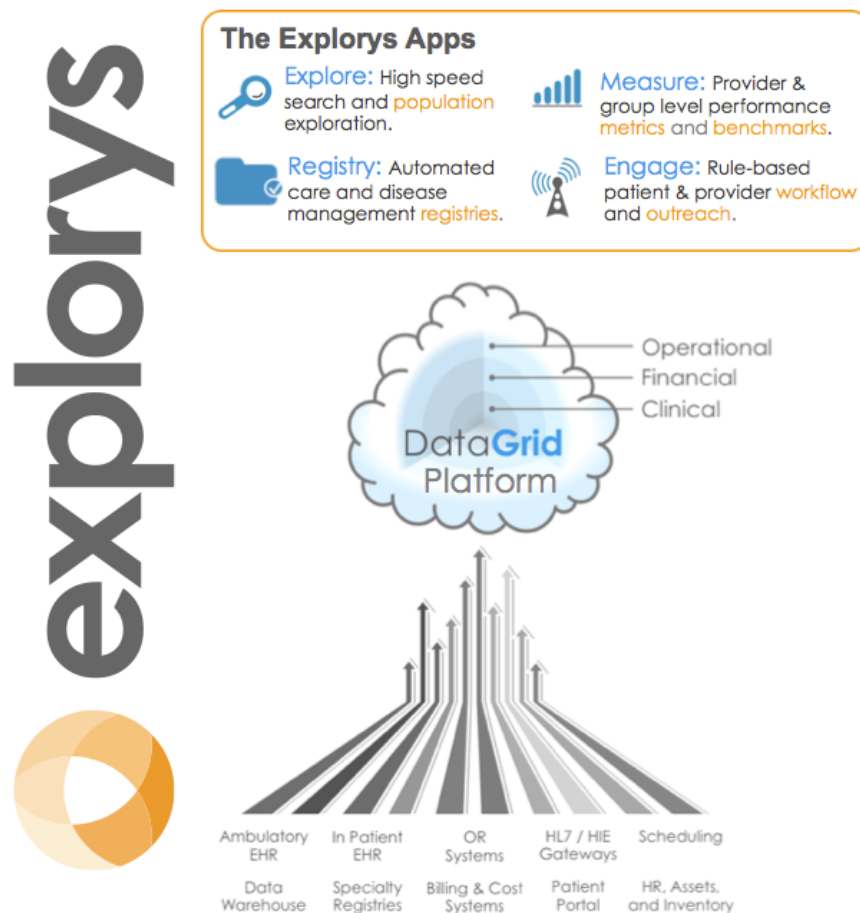 explorys
The Explorys Apps
Explore: High speed
search and population
exploration.
Measure: Provider &
group level performance
metrics and benchmarks.
Registry: Automated
care and disease
management registries.
Engage: Rule-based
patient & provider workflow
and outreach.
Operational
Financial
Clinical
DataGrid
Platform
Ambulatory
EHR
In Patient
EHR
OR
Systems
HL7 / HIE
Gateways
Scheduling
Data
Warehouse
Specialty
Registries
Billing & Cost
Systems
Patient
Portal
HR, Assets,
and Inventory